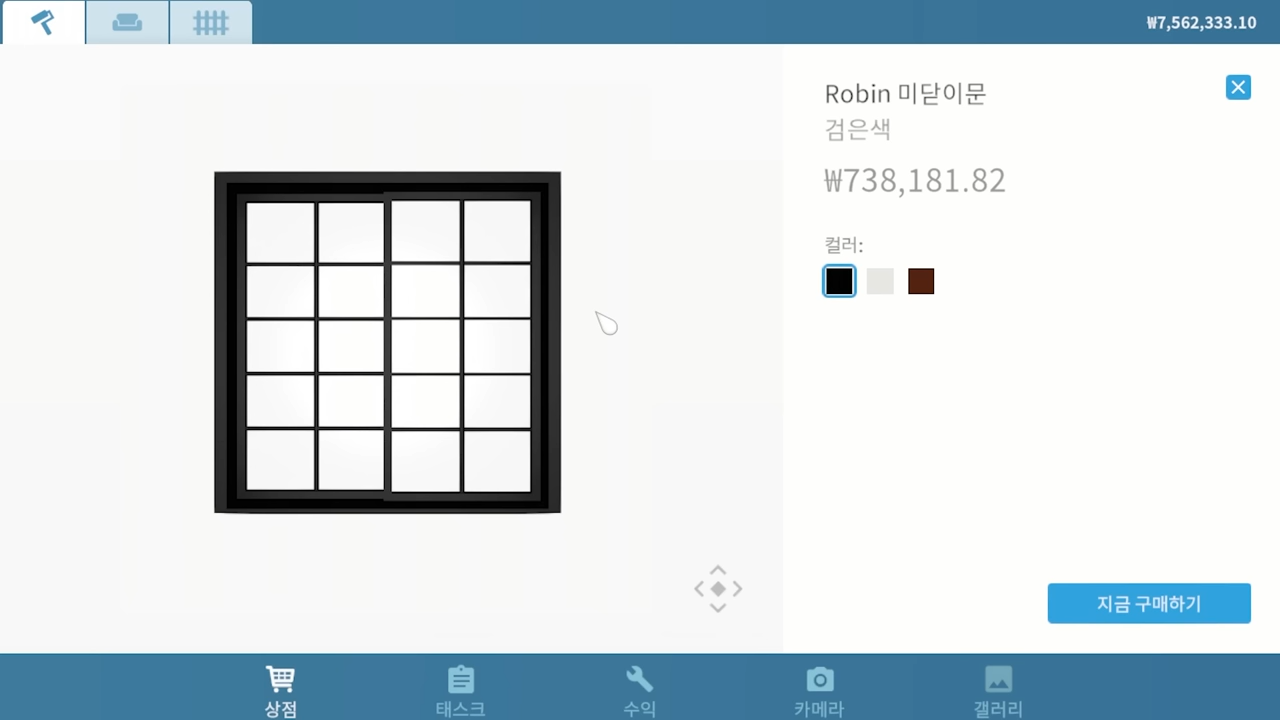 ₩7,562,333.10
Robin 미닫이문
검은색
₩738,181.82
컬러:
지금 구매하기
상점
태스크
수익
카메라
갤러리